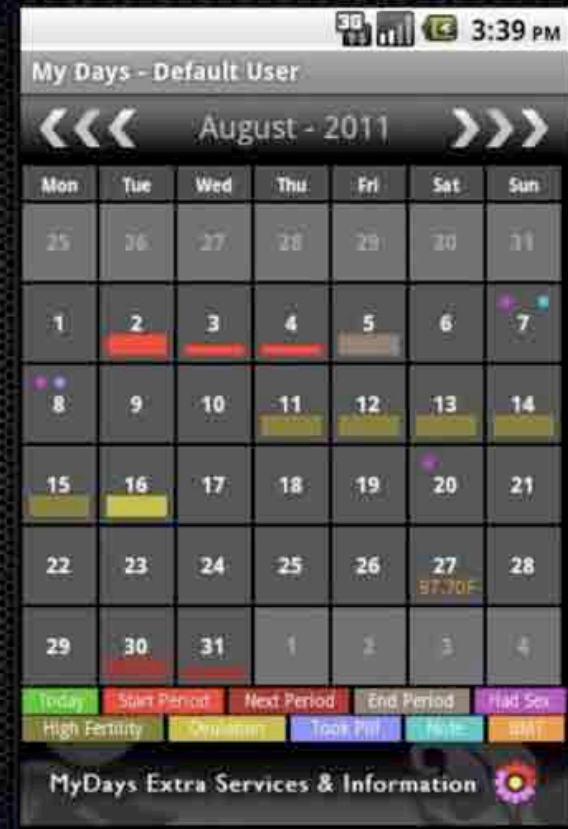 3G 3:39 PM
My Days - Default User
August - 2011
Mon Tue Wed Thu Fri Sat Sun
25 26 27 28 29 30 31
1 2 3 4 5 6 7
8 9 10 11 12 13 14
15 16 17 18 19 20 21
22 23 24 25 26 27 28
97.70F
29 30 31 1 2 3 4
Today Start Period Next Period End Period Had Sex
High Fertility Ovulation Took Pill Note BMT
MyDays Extra Services & Information